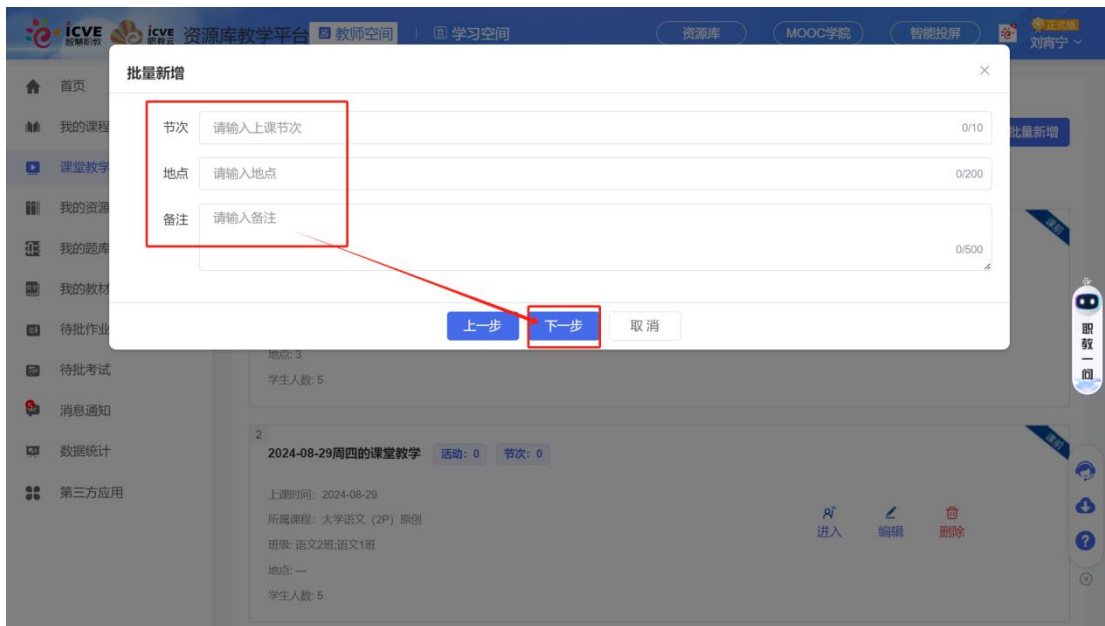 icve 智慧职教 icve 职教云 资源库教学平台 教师空间 学习空间 资源库 MOOC学院 智能投屏 正式版 刘宵宁
批量新增
首页
我的课程
课堂教学
我的资源
我的题库
我的教材
待批作业
待批考试
消息通知
数据统计
第三方应用
批量新增
节次 请输入上课节次 0/10
地点 请输入地点 0/200
备注 请输入备注 0/500
上一步 下一步 取消
课前
地点: 3
学生人数: 5
2
2024-08-29周四的课堂教学 活动: 0 节次: 0
课前
上课时间: 2024-08-29
所属课程: 大学语文 (2P) 原创
班级: 语文2班;语文1班
地点: ---
学生人数: 5
进入 编辑 删除
职教一问